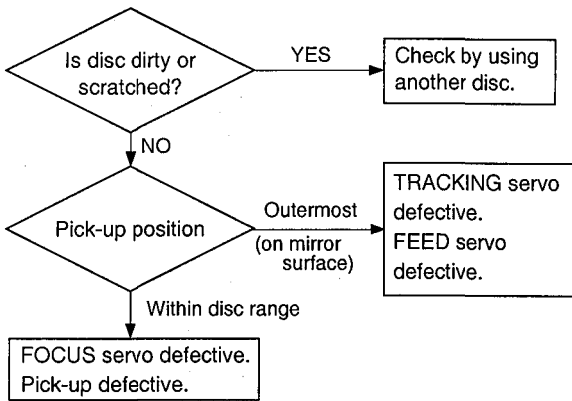 Is disc dirty or
scratched?
YES
Check by using
another disc.
NO
Pick-up position
Outermost
(on mirror
surface)
TRACKING servo
defective.
FEED servo
defective.
Within disc range
FOCUS servo defective.
Pick-up defective.